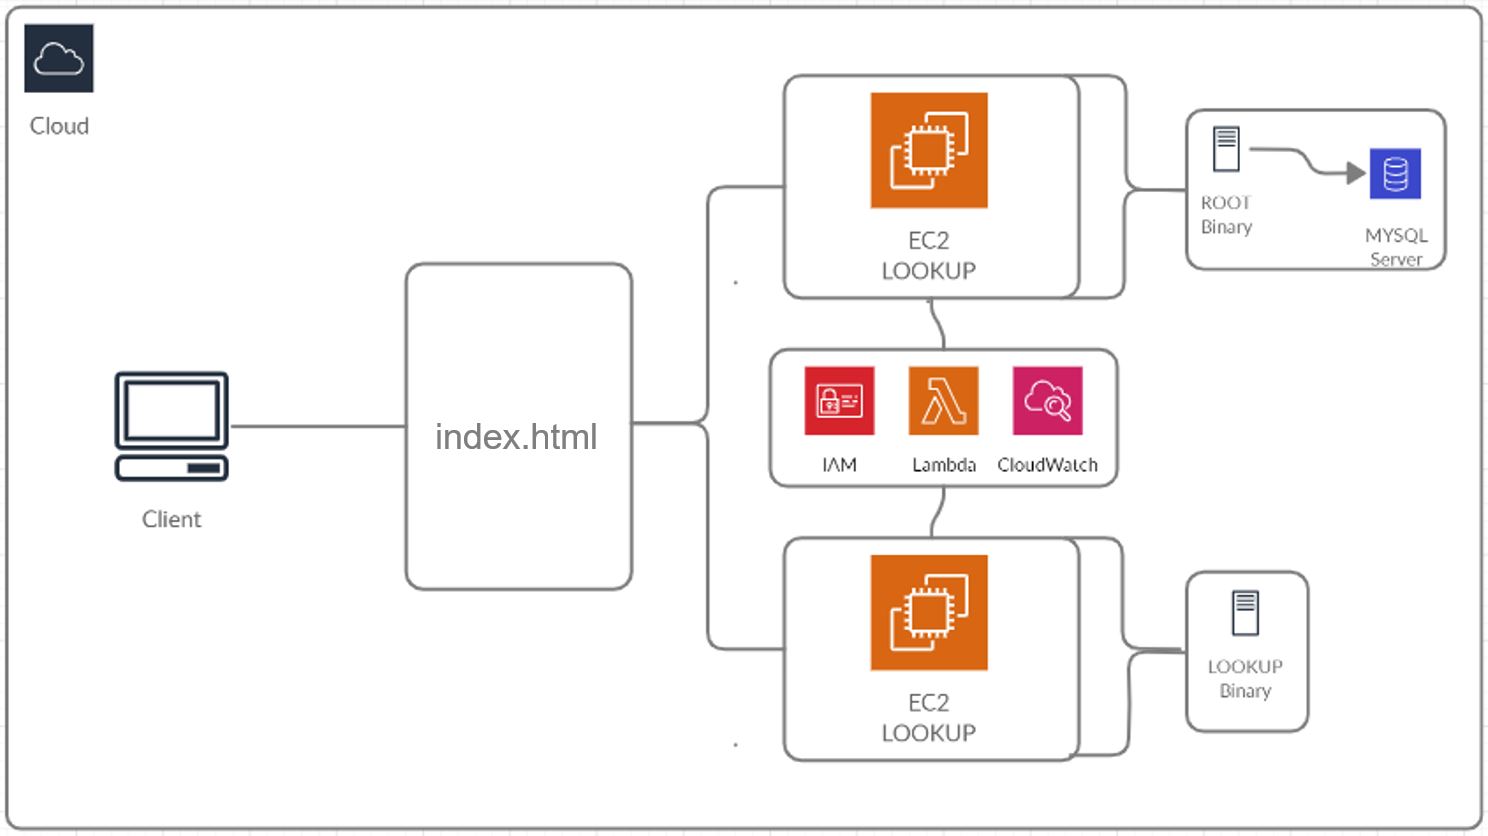 Cloud
EC2
LOOKUP
ROOT
Binary
MYSQL
Server
index.html
IAM
Lambda
CloudWatch
Client
EC2
LOOKUP
LOOKUP
Binary